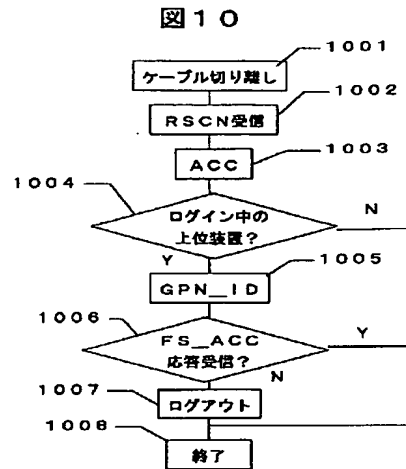 図10
1001
ケーブル切り離し
1002
RSCN受信
1003
ACC
1004
ログイン中の
上位装置?
N
Y
1005
GPN_ID
1006
FS_ACC
応答受信?
Y
N
1007
ログアウト
1008
終了